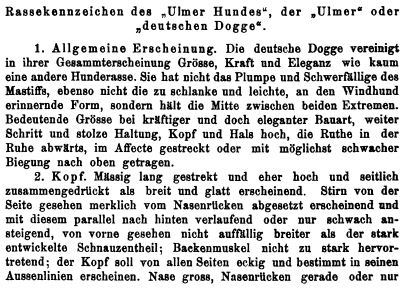 Rassekennzeichen des „Ulmer Hundes“, der „Ulmer“ oder
„deutschen Dogge“.
1. Allgemeine Erscheinung. Die deutsche Dogge vereinigt
in ihrer Gesammterscheinung Grösse, Kraft und Eleganz wie kaum
eine andere Hunderasse. Sie hat nicht das Plumpe und Schwerfällige des
Mastiffs, ebenso nicht die zu schlanke und leichte, an den Windhund
erinnernde Form, sondern hält die Mitte zwischen beiden Extremen.
Bedeutende Grösse bei kräftiger und doch eleganter Bauart, weiter
Schritt und stolze Haltung, Kopf und Hals hoch, die Ruthe in der
Ruhe abwärts, im Affecte gestreckt oder mit möglichst schwacher
Biegung nach oben getragen.
2. Kopf. Mässig lang gestreckt und eher hoch und seitlich
zusammengedrückt als breit und glatt erscheinend. Stirn von der
Seite gesehen merklich vom Nasenrücken abgesetzt erscheinend und
mit diesem parallel nach hinten verlaufend oder nur schwach an-
steigend, von vorne gesehen nicht auffällig breiter als der stark
entwickelte Schnauzentheil; Backenmuskel nicht zu stark hervor-
tretend; der Kopf soll von allen Seiten eckig und bestimmt in seinen
Aussenlinien erscheinen. Nase gross, Nasenrücken gerade oder nur